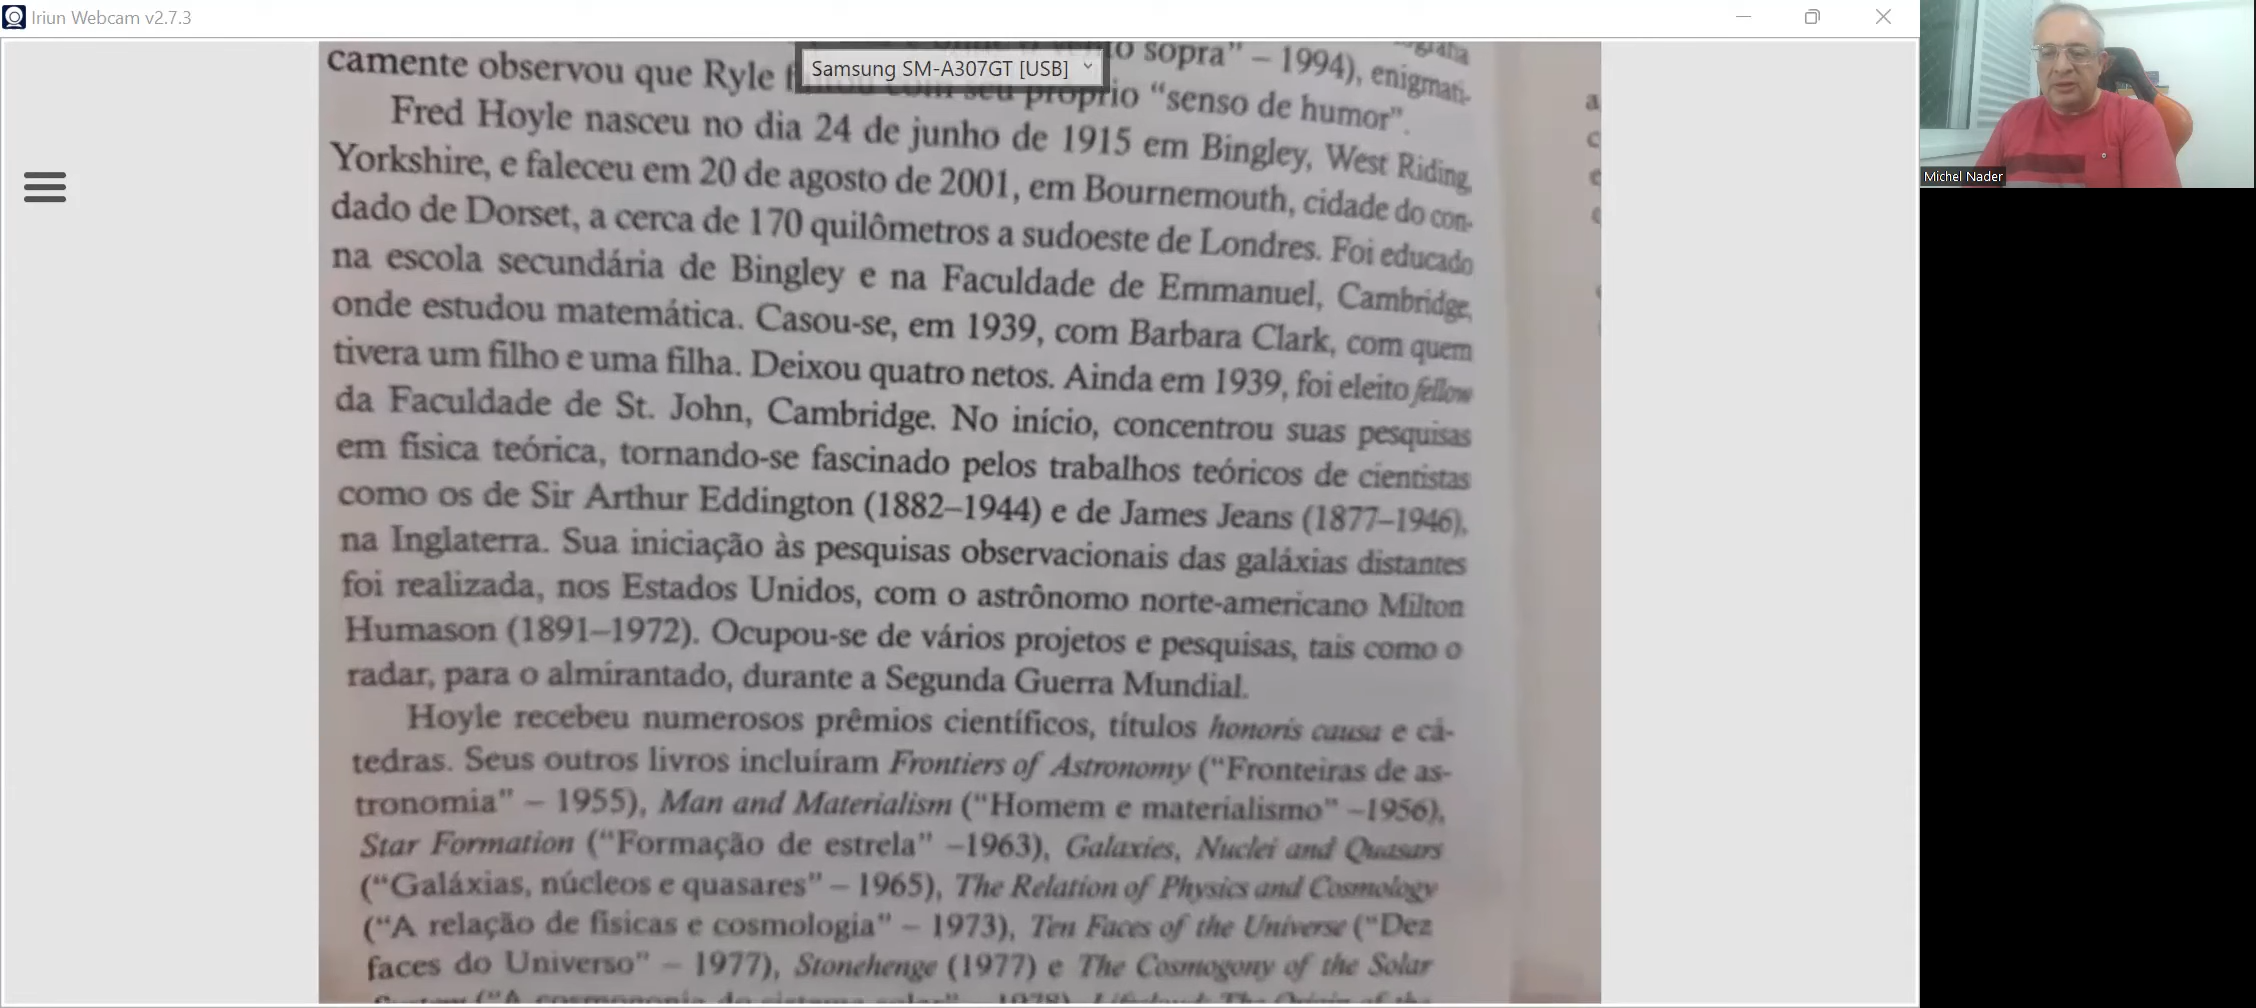 Iriun Webcam v2.7.3
Samsung SM-A307GT [USB]
o sopra" – 1994), enigmati-
camente observou que Ryle com seu próprio "senso de humor".
Fred Hoyle nasceu no dia 24 de junho de 1915 em Bingley, West Riding,
Yorkshire, e faleceu em 20 de agosto de 2001, em Bournemouth, cidade do con-
dado de Dorset, a cerca de 170 quilômetros a sudoeste de Londres. Foi educado
na escola secundária de Bingley e na Faculdade de Emmanuel, Cambridge,
onde estudou matemática. Casou-se, em 1939, com Barbara Clark, com quem
tivera um filho e uma filha. Deixou quatro netos. Ainda em 1939, foi eleito fellow
da Faculdade de St. John, Cambridge. No início, concentrou suas pesquisas
em física teórica, tornando-se fascinado pelos trabalhos teóricos de cientistas
como os de Sir Arthur Eddington (1882–1944) e de James Jeans (1877–1946),
na Inglaterra. Sua iniciação às pesquisas observacionais das galáxias distantes
foi realizada, nos Estados Unidos, com o astrônomo norte-americano Milton
Humason (1891–1972). Ocupou-se de vários projetos e pesquisas, tais como o
radar, para o almirantado, durante a Segunda Guerra Mundial.
Hoyle recebeu numerosos prêmios científicos, títulos honoris causa e cá-
tedras. Seus outros livros incluíram Frontiers of Astronomy ("Fronteiras de as-
tronomia" – 1955), Man and Materialism ("Homem e materialismo" –1956),
Star Formation ("Formação de estrela" –1963), Galaxies, Nuclei and Quasars
("Galáxias, núcleos e quasares" – 1965), The Relation of Physics and Cosmology
("A relação de físicas e cosmologia" – 1973), Ten Faces of the Universe ("Dez
faces do Universo" – 1977), Stonehenge (1977) e The Cosmogony of the Solar
Michel Nader